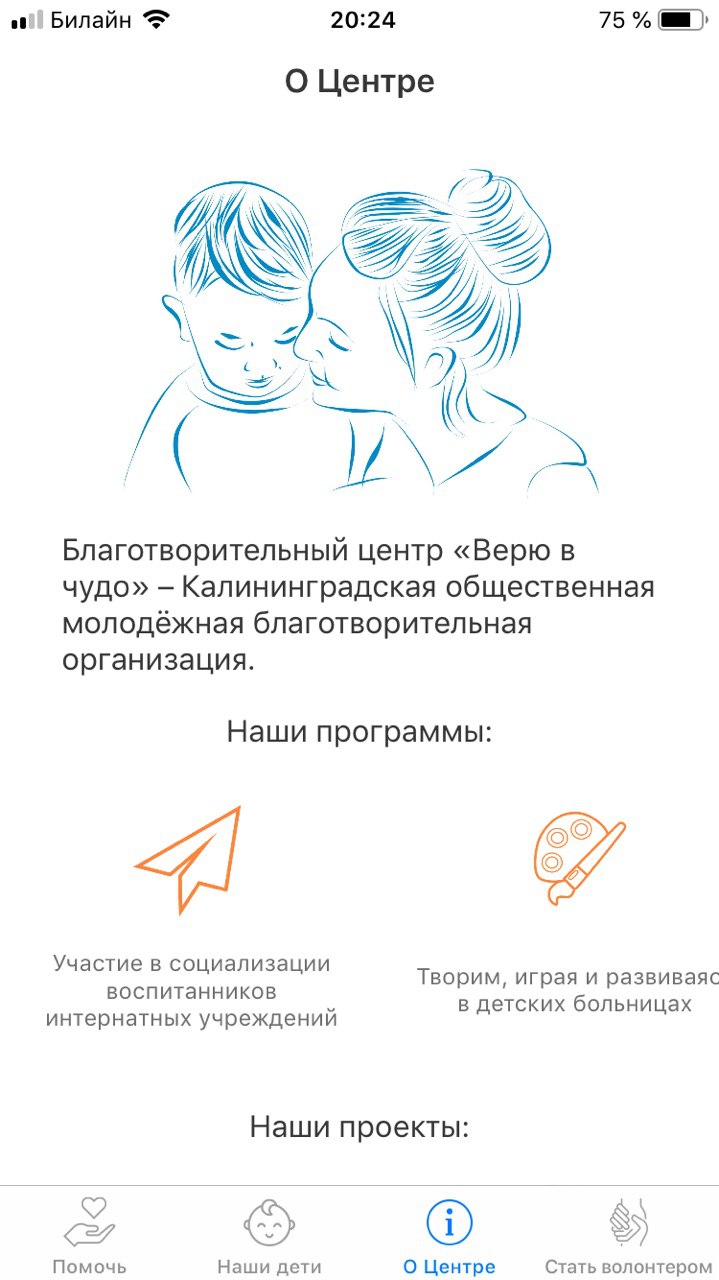 Билайн 20:24 75 %
О Центре
Благотворительный центр «Верю в
чудо» – Калининградская общественная
молодёжная благотворительная
организация.
Наши программы:
Участие в социализации
воспитанников
интернатных учреждений
Творим, играя и развиваяс
в детских больницах
Наши проекты:
Помочь
Наши дети
О Центре
Стать волонтером